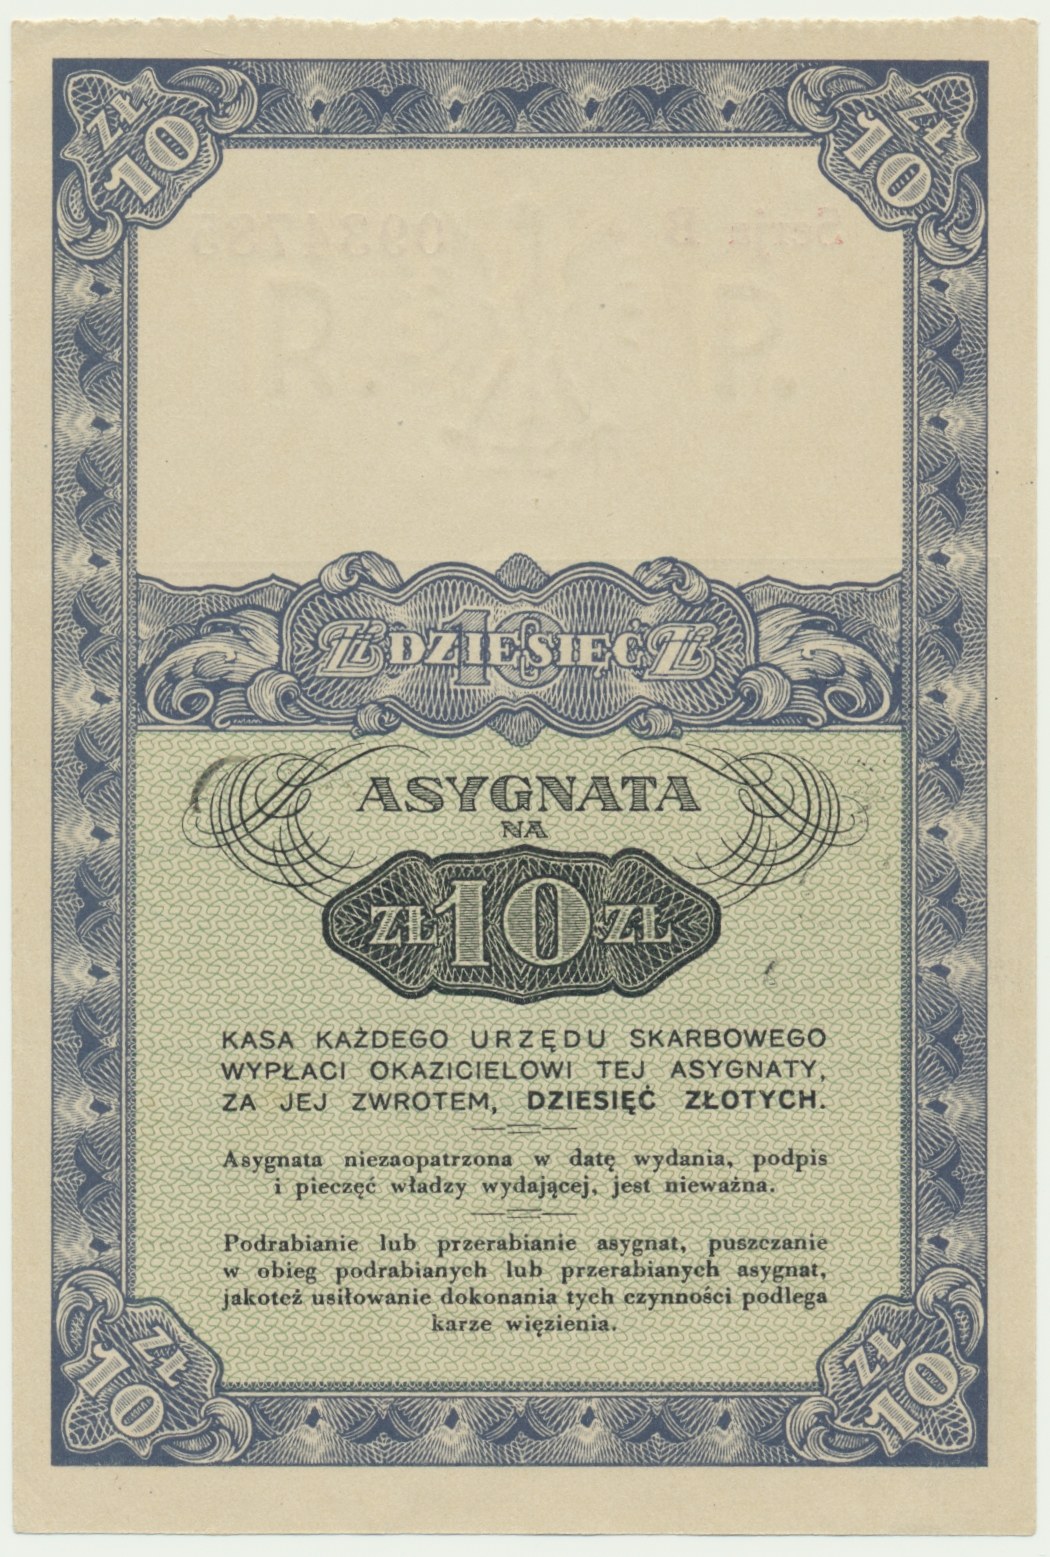 ZŁ 10 ZŁ 10
Serja B 0934785
R. P.
ZŁ DZIESIĘĆ ZŁ
10
ASYGNATA
NA
ZŁ 10 ZŁ
KASA KAŻDEGO URZĘDU SKARBOWEGO
WYPŁACI OKAZICIELOWI TEJ ASYGNATY,
ZA JEJ ZWROTEM, DZIESIĘĆ ZŁOTYCH.
Asygnata niezaopatrzona w datę wydania, podpis
i pieczęć władzy wydającej, jest nieważna.
Podrabianie lub przerabianie asygnat, puszczanie
w obieg podrabianych lub przerabianych asygnat,
jakoteż usiłowanie dokonania tych czynności podlega
karze więzienia.
ZŁ 10 ZŁ 10